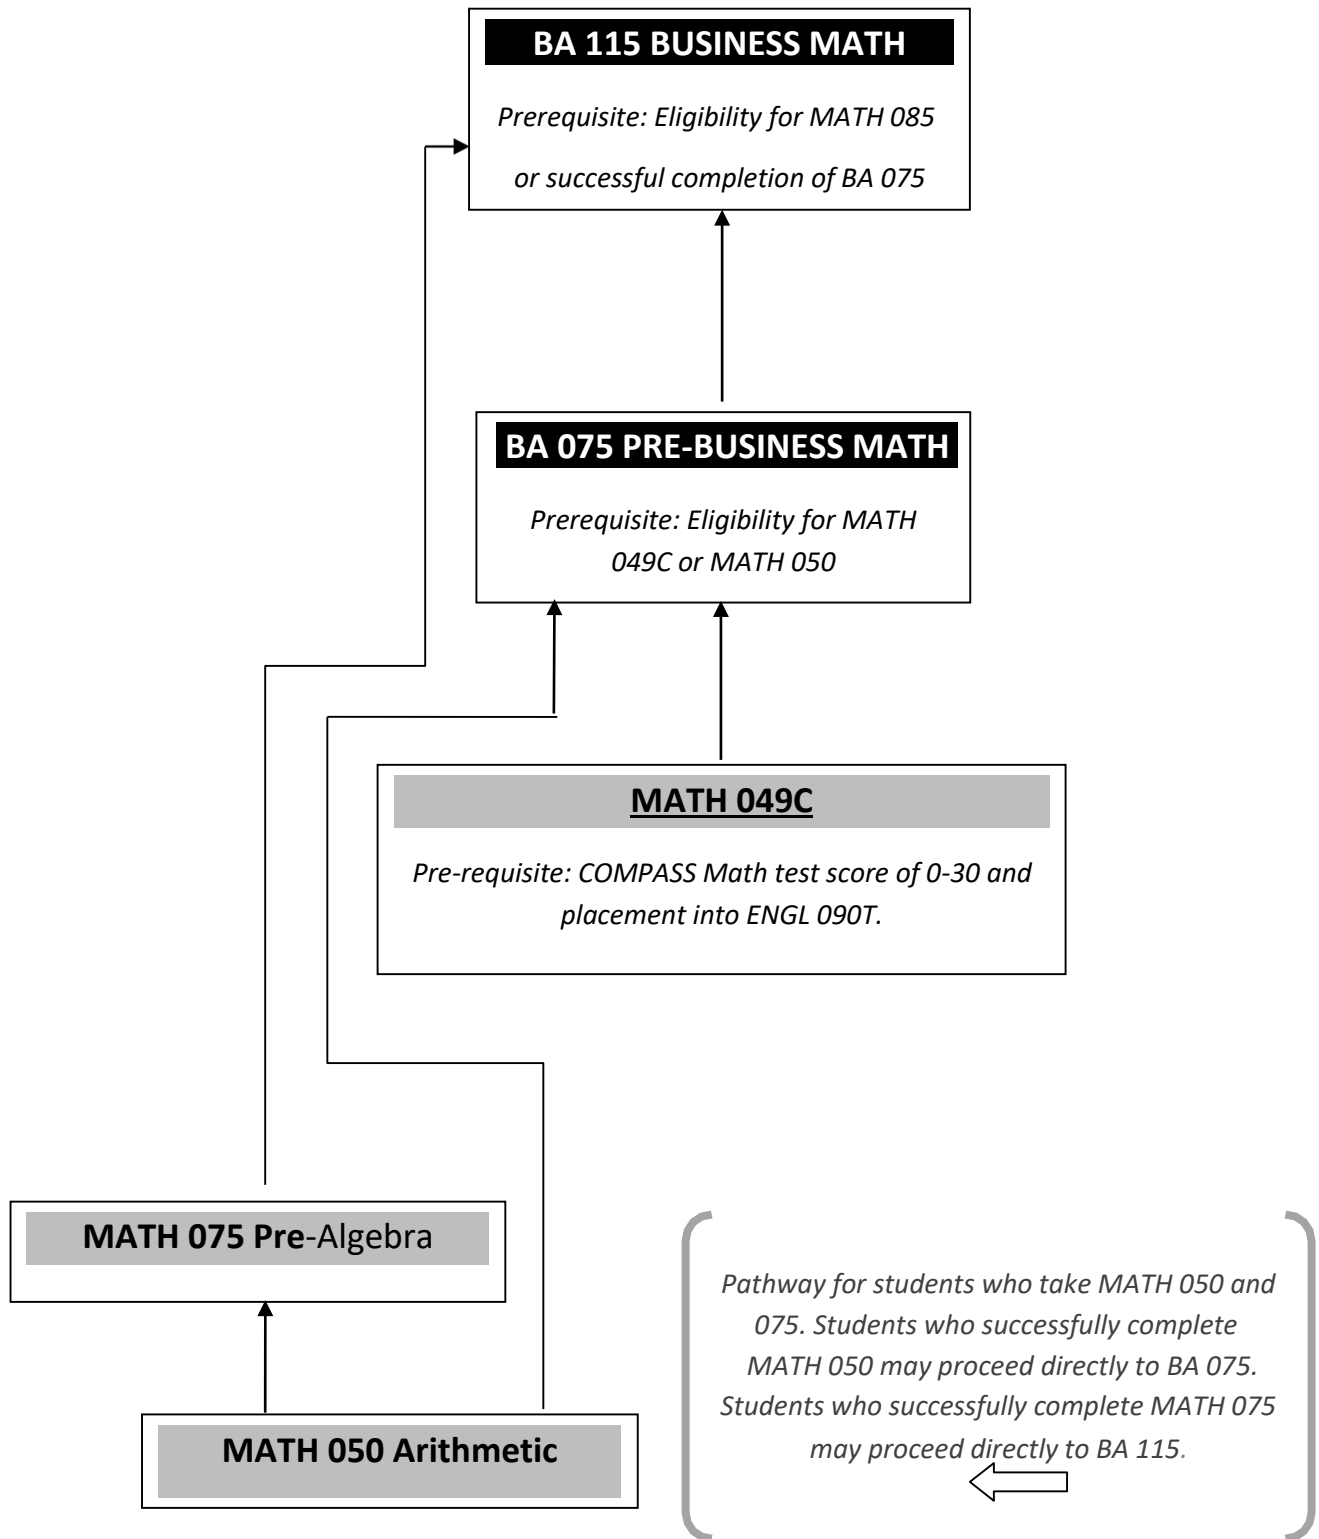 BA 115 BUSINESS MATH
Prerequisite: Eligibility for MATH 085
or successful completion of BA 075
BA 075 PRE-BUSINESS MATH
Prerequisite: Eligibility for MATH
049C or MATH 050
MATH 049C
Pre-requisite: COMPASS Math test score of 0-30 and
placement into ENGL 090T.
MATH 075 Pre-Algebra
MATH 050 Arithmetic
Pathway for students who take MATH 050 and
075. Students who successfully complete
MATH 050 may proceed directly to BA 075.
Students who successfully complete MATH 075
may proceed directly to BA 115.